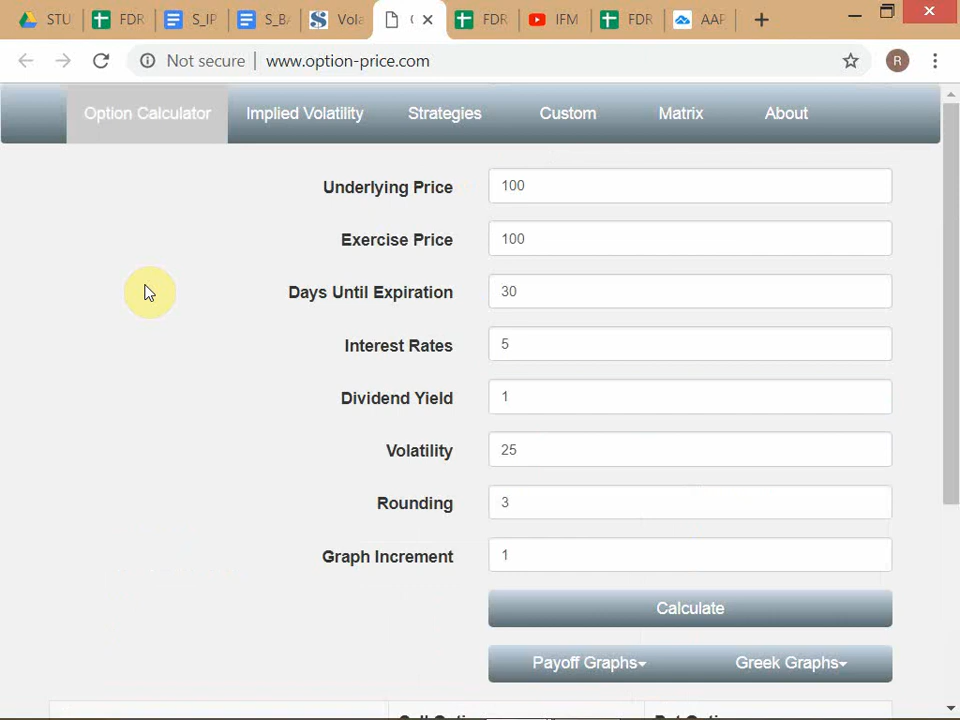 STU FDR S_IP S_BA Vola FDR IFM FDR AAP
Not secure www.option-price.com R
Option Calculator Implied Volatility Strategies Custom Matrix About
Underlying Price 100
Exercise Price 100
Days Until Expiration 30
Interest Rates 5
Dividend Yield 1
Volatility 25
Rounding 3
Graph Increment 1
Calculate
Payoff Graphs Greek Graphs